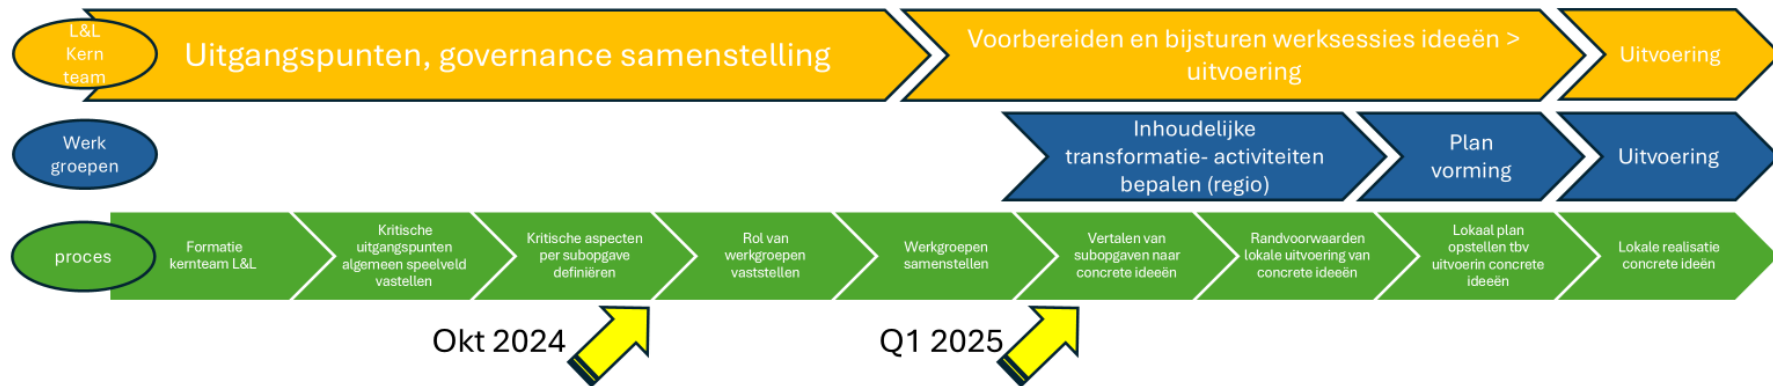 L&L
Kern
team
Uitgangspunten, governance samenstelling
Voorbereiden en bijsturen werksessies ideeën >
uitvoering
Uitvoering
Werk
groepen
Inhoudelijke
transformatie- activiteiten
bepalen (regio)
Plan
vorming
Uitvoering
proces
Formatie
kernteam L&L
Kritische
uitgangspunten
algemeen speelveld
vastellen
Kritische aspecten
per subopgave
definiëren
Rol van
werkgroepen
vaststellen
Werkgroepen
samenstellen
Vertalen van
subopgaven naar
concrete ideeën
Randvoorwaarden
lokale uitvoering van
concrete ideeën
Lokaal plan
opstellen tbv
uitvoerin concrete
ideeën
Lokale realisatie
concrete ideën
Okt 2024
Q1 2025